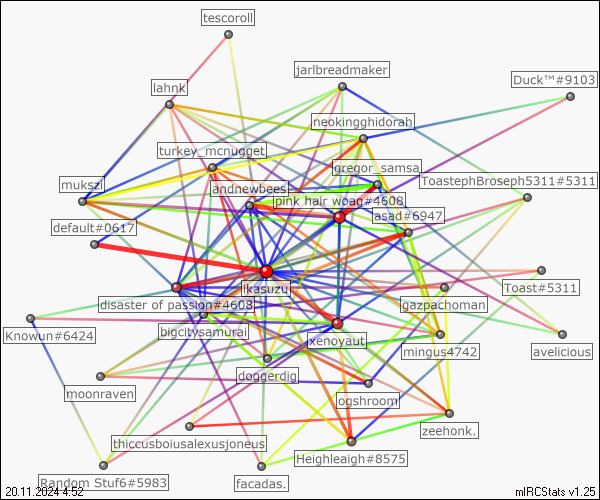 tescoroll
jarlbreadmaker
Duck™#9103
lahnk
neokingghidorah
turkey_mcnugget
gregor_samsa
ToastephBroseph5311#5311
mukszi
andnewbees
pink hair woag#4608
default#0617
asad#6947
likasuzu
Toast#5311
disaster of passion#4608
gazpachoman
Knowun#6424
bigcitysamurai
xenoyaut
mingus4742
avelicious
døggerdig
moonraven
ogshroom
zeehonk.
thiccusboiusalexusjoneus
Heighleaigh#8575
Random Stuf6#5983
facadas.
20.11.2024 4:52
mIRCStats v1.25